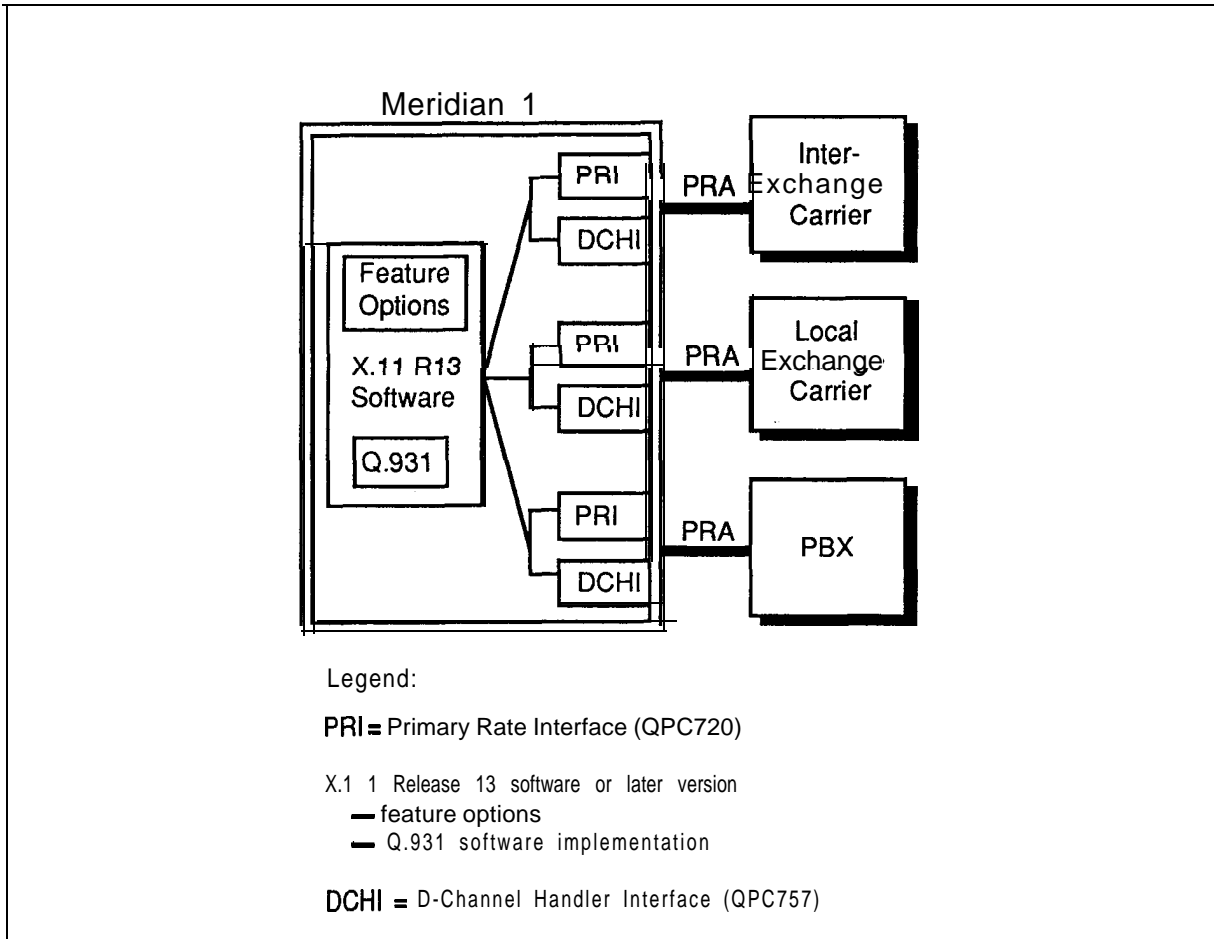 Meridian 1
PRI
DCHI
Feature
Options
X.11 R13
Software
Q.931
PRI
DCHI
PRI
DCHI
PRA
Inter-
Exchange
Carrier
PRA
Local
Exchange
Carrier
PRA
PBX
Legend:
PRI = Primary Rate Interface (QPC720)
X.1 1 Release 13 software or later version
— feature options
— Q.931 software implementation
DCHI = D-Channel Handler Interface (QPC757)